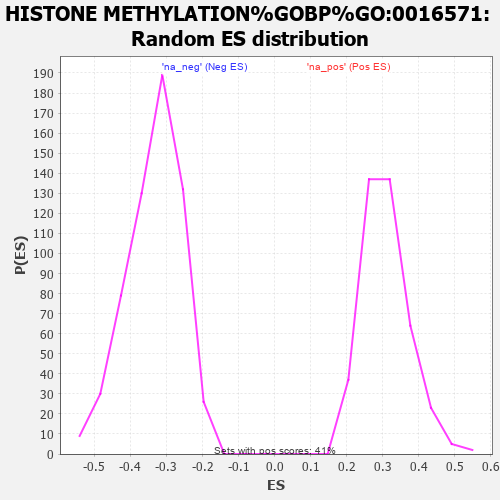 HISTONE METHYLATION%GOBP%GO:0016571:
Random ES distribution
'na_neg' (Neg ES)
'na_pos' (Pos ES)
190
180
170
160
150
140
130
120
110
100
90
80
70
60
50
40
30
20
10
0
P(ES)
Sets with pos scores: 41%
-0.5 -0.4 -0.3 -0.2 -0.1 0.0 0.1 0.2 0.3 0.4 0.5 0.6
ES